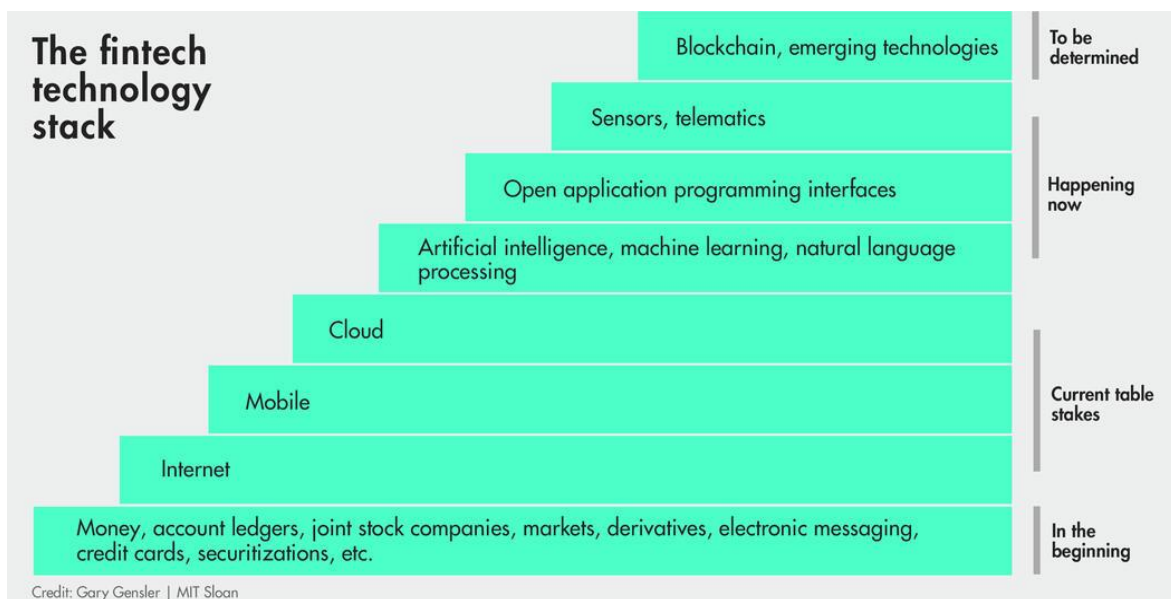 The fintech
technology
stack
Blockchain, emerging technologies
To be
determined
Sensors, telematics
Open application programming interfaces
Happening
now
Artificial intelligence, machine learning, natural language
processing
Cloud
Mobile
Current table
stakes
Internet
Money, account ledgers, joint stock companies, markets, derivatives, electronic messaging,
credit cards, securitizations, etc.
In the
beginning
Credit: Gary Gensler | MIT Sloan